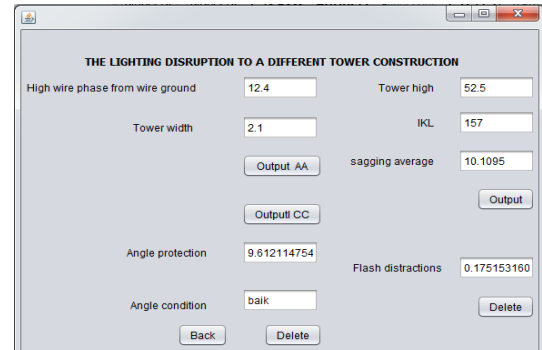 THE LIGHTING DISRUPTION TO A DIFFERENT TOWER CONSTRUCTION
High wire phase from wire ground 12.4 Tower high 52.5
Tower width 2.1 IKL 157
Output AA sagging average 10.1095
Output
Outputl CC
Angle protection 9.612114754
Flash distractions 0.175153160
Angle condition baik Delete
Back Delete